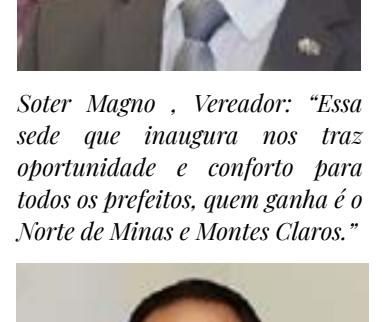 Soter Magno , Vereador: “Essa
sede que inaugura nos traz
oportunidade e conforto para
todos os prefeitos, quem ganha é o
Norte de Minas e Montes Claros.”